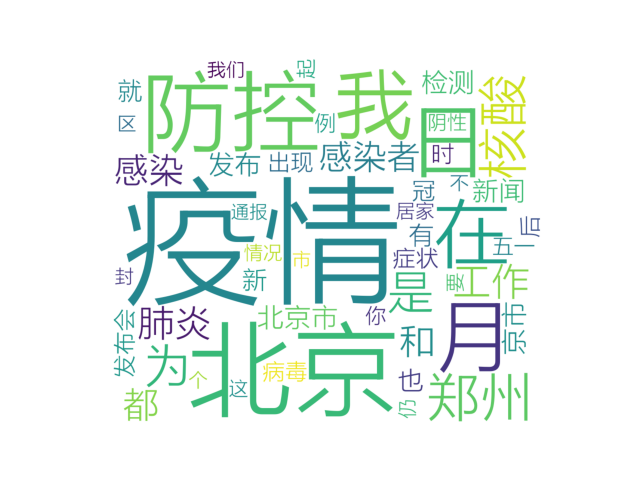 我们
起
就
防控
我
日
检测
核酸
区
例
阴性
感染
发布
出现
感染者
时
不
新闻
冠
疫情
通报
居家
在
后
有
五一
封
新
情况
市
症状
是
要
工作
发布会
肺炎
北京市
你
和
月
京市
为
北京
病毒
这
个
也
都
仍
郑州